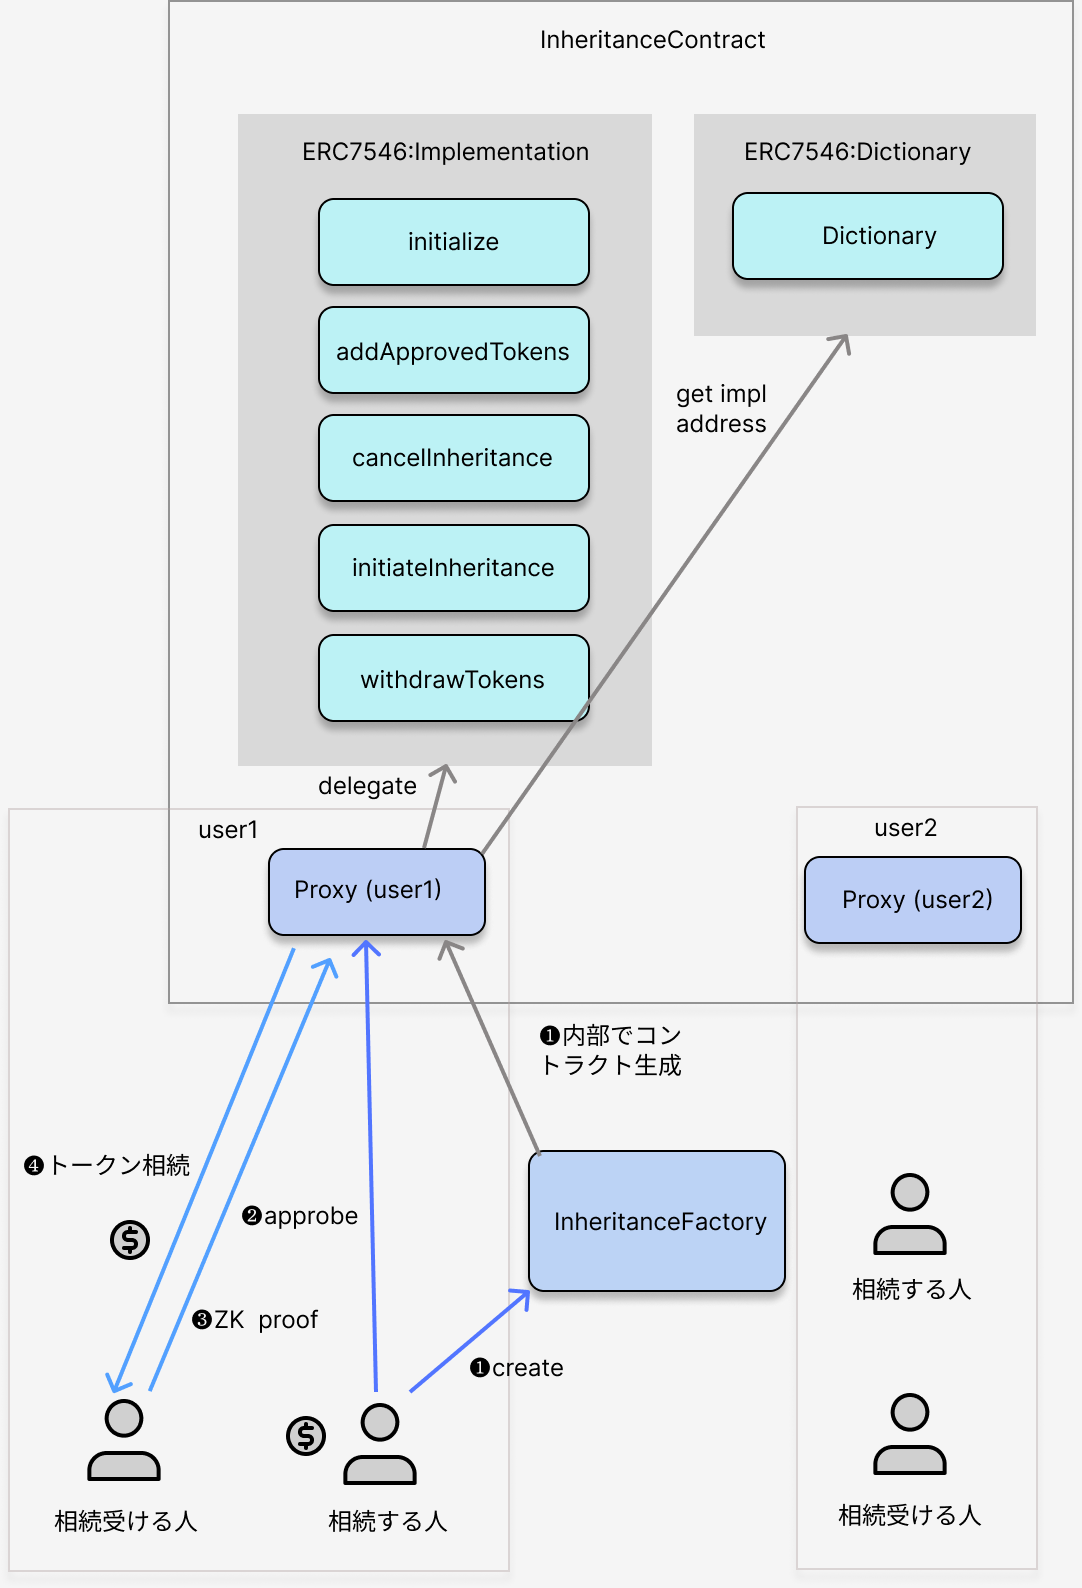 InheritanceContract
ERC7546:Implementation
ERC7546:Dictionary
initialize
Dictionary
addApprovedTokens
get impl
address
cancelInheritance
initiateInheritance
withdrawTokens
delegate
user1
user2
Proxy (user1)
Proxy (user2)
❶内部でコン
トラクト生成
❹トークン相続
❷approbe
InheritanceFactory
相続する人
❸ZK proof
❶create
相続受ける人
相続する人
相続受ける人